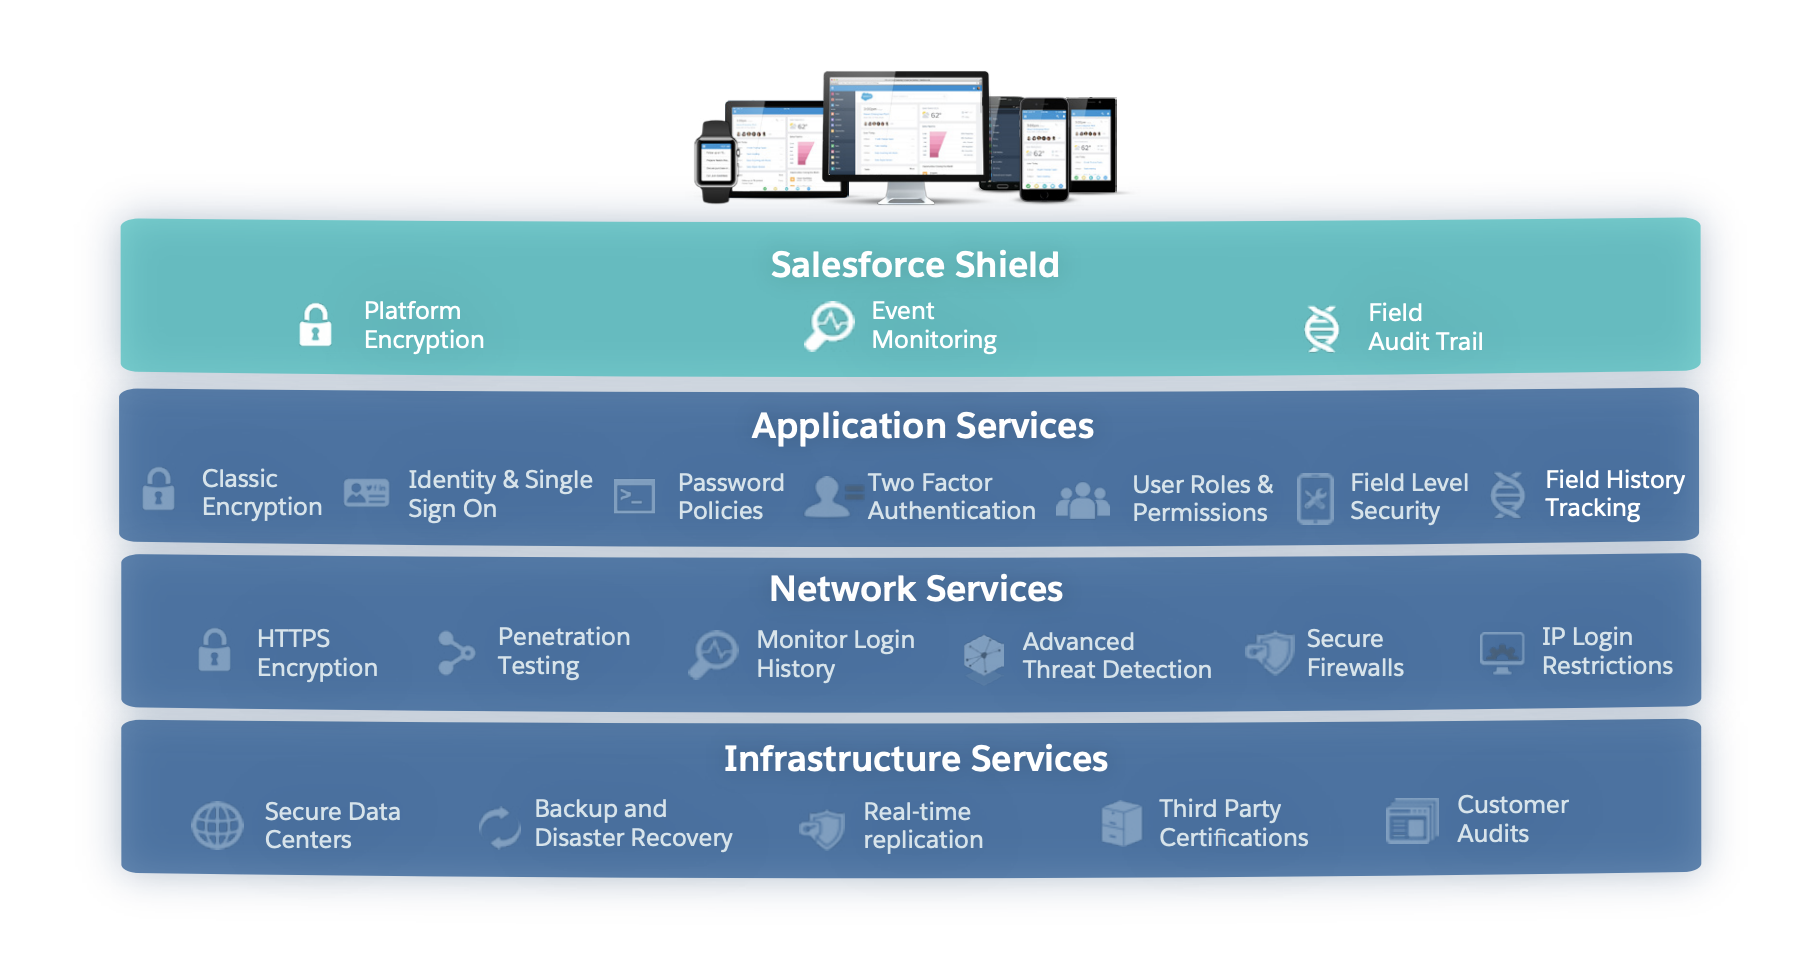 Salesforce Shield
Platform
Encryption
Event
Monitoring
Field
Audit Trail
Application Services
Classic
Encryption
Identity & Single
Sign On
Password
Policies
Two Factor
Authentication
User Roles &
Permissions
Field Level
Security
Field History
Tracking
Network Services
HTTPS
Encryption
Penetration
Testing
Monitor Login
History
Advanced
Threat Detection
Secure
Firewalls
IP Login
Restrictions
Infrastructure Services
Secure Data
Centers
Backup and
Disaster Recovery
Real-time
replication
Third Party
Certifications
Customer
Audits